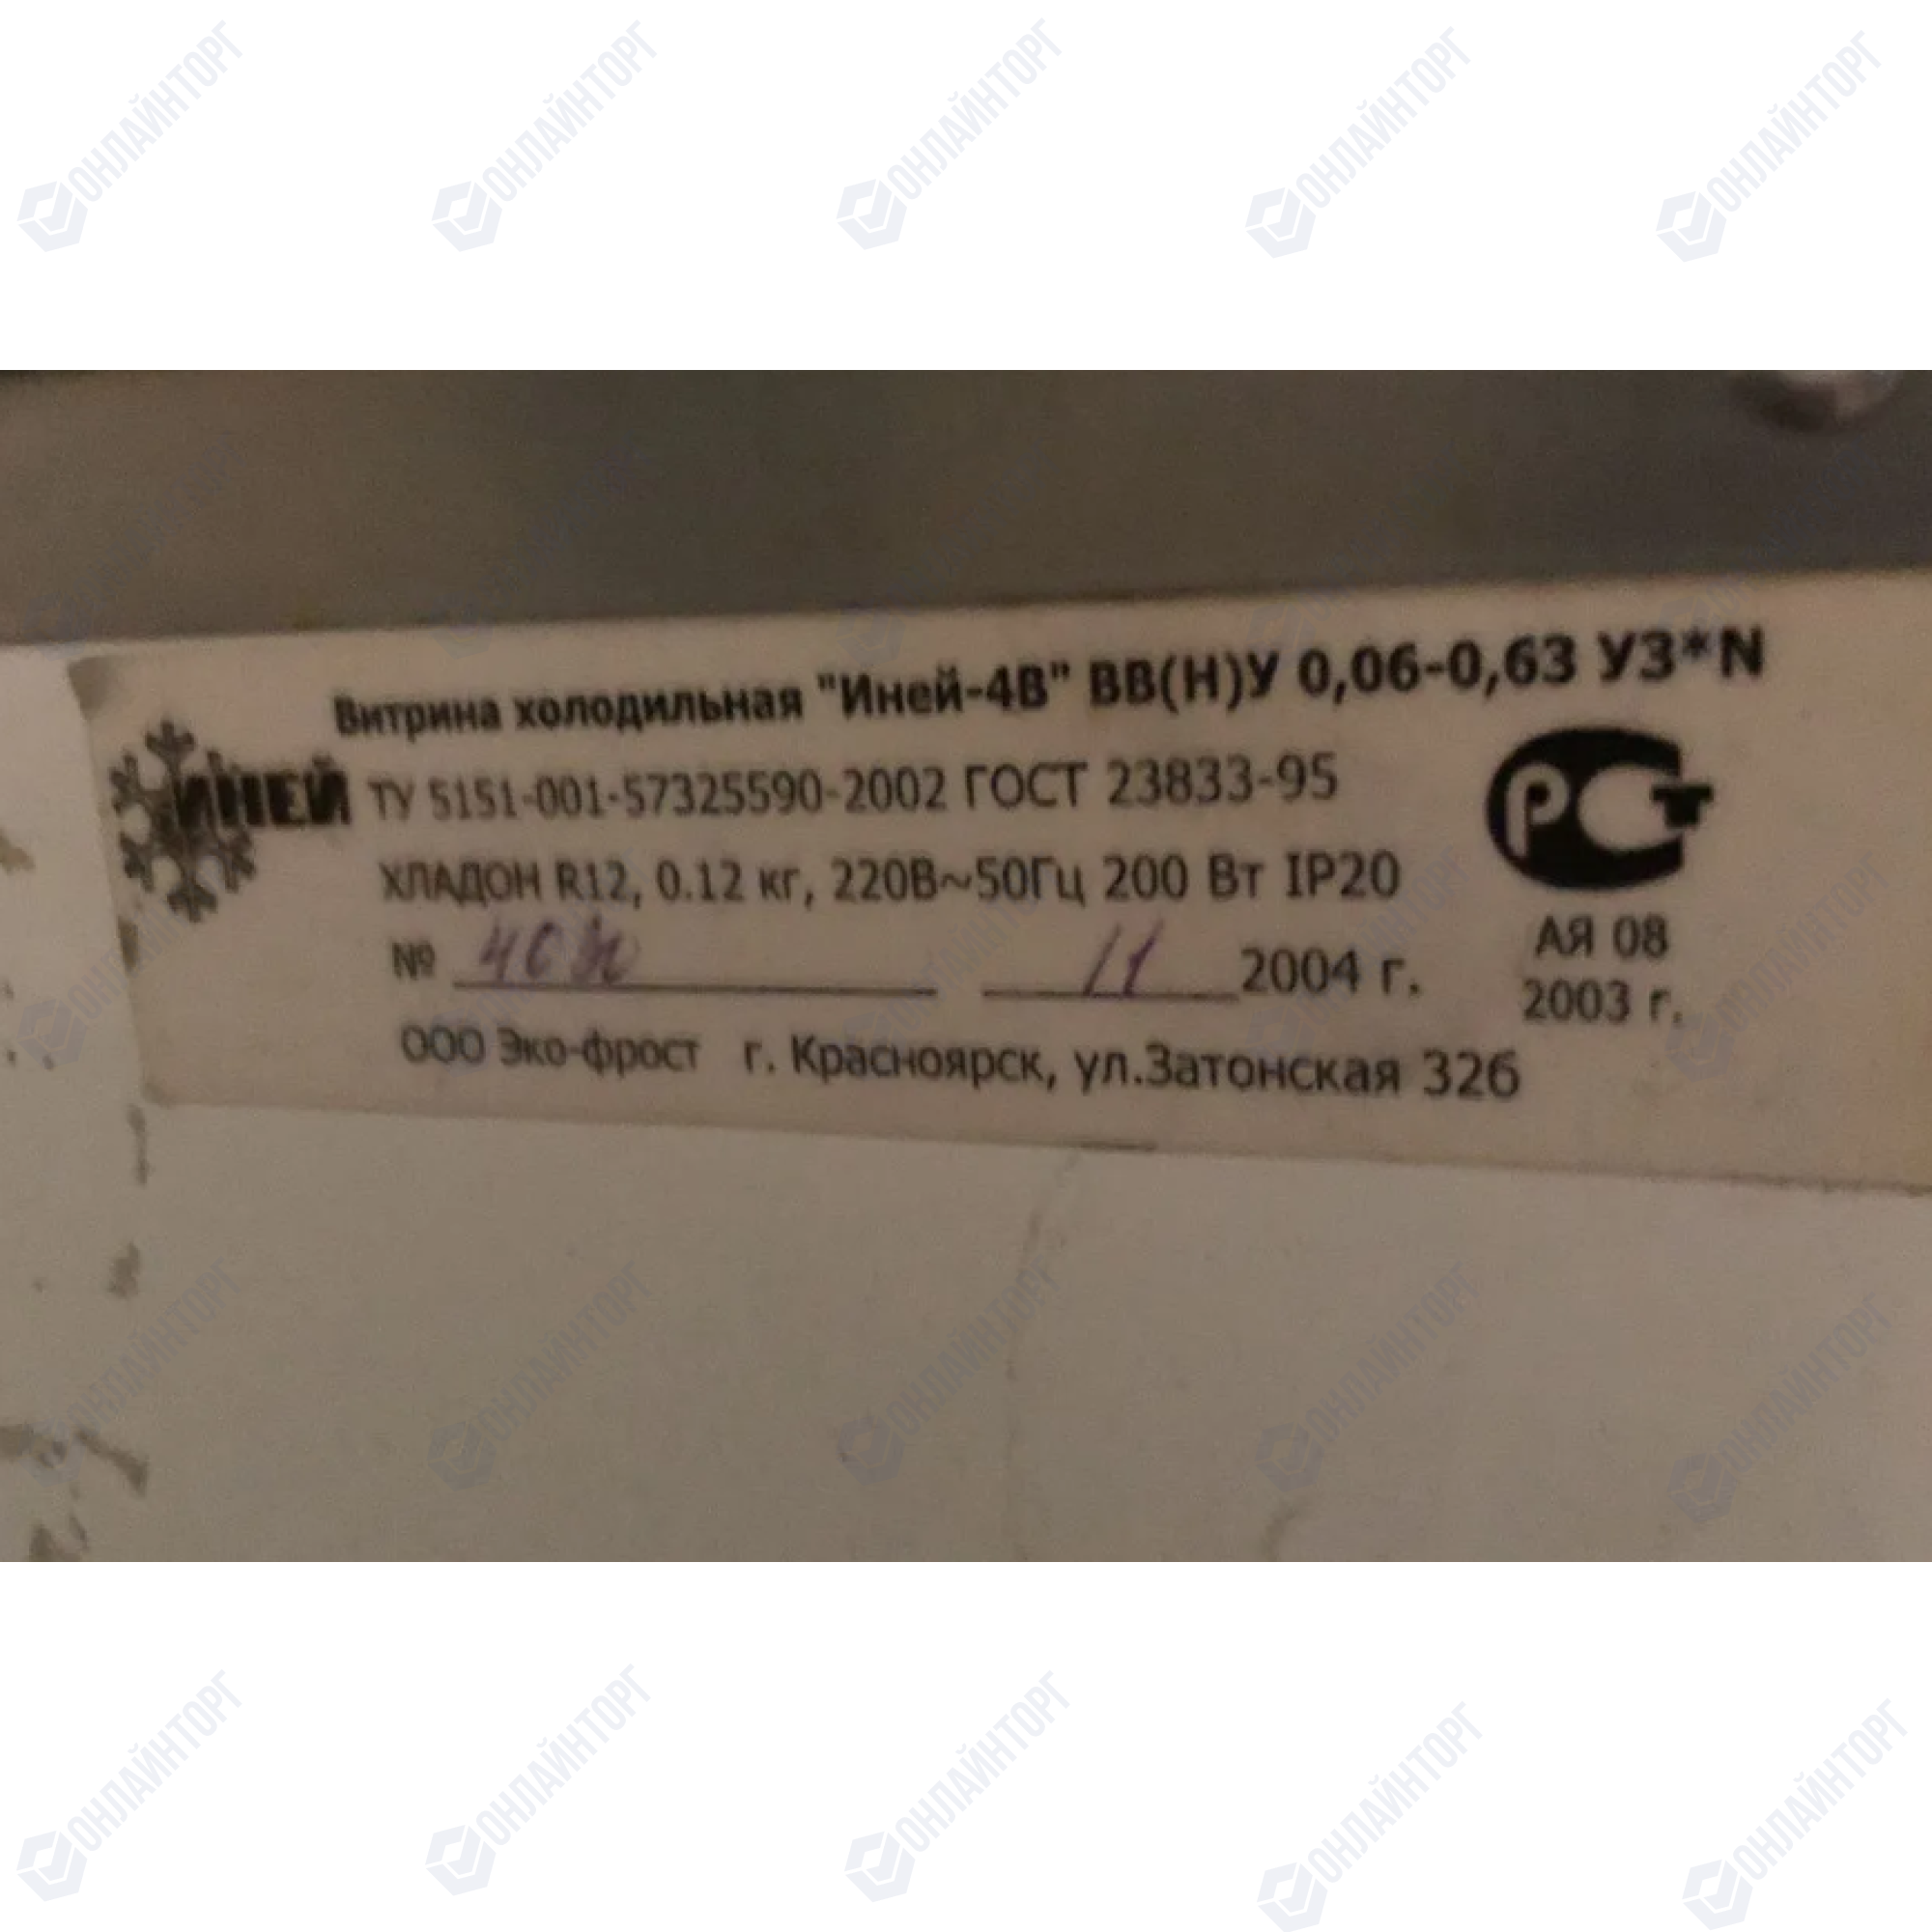 Витрина холодильная "Иней-4В" ВВ(Н)У 0,06-0,63 У3*N
ИНЕЙ ТУ 5151-001-57325590-2002 ГОСТ 23833-95
РСТ
ХЛАДОН R12, 0.12 кг, 220В~50Гц 200 Вт IP20
АЯ 08
№ 11 2004 г.
2003 г.
ООО Эко-фрост г. Красноярск, ул.Затонская 32б
ОНЛАЙНТОРГ